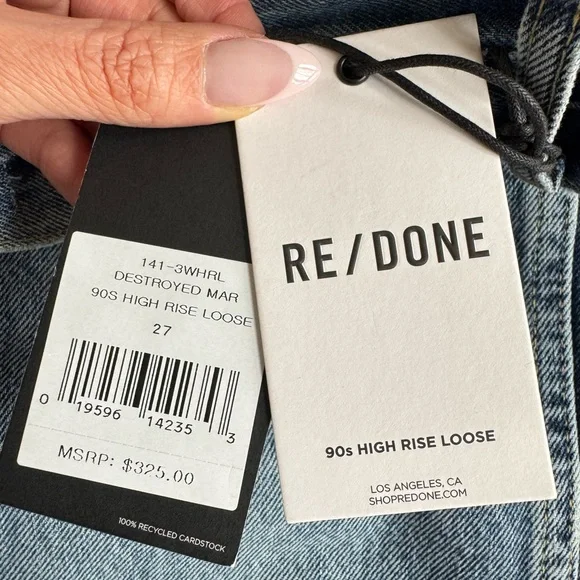 141-3WHRL
DESTROYED MAR
90S HIGH RISE LOOSE
27
0 19596 14235 3
MSRP: $325.00
100% RECYCLED CARDSTOCK
RE/DONE
90s HIGH RISE LOOSE
LOS ANGELES, CA
SHOPREDONE.COM